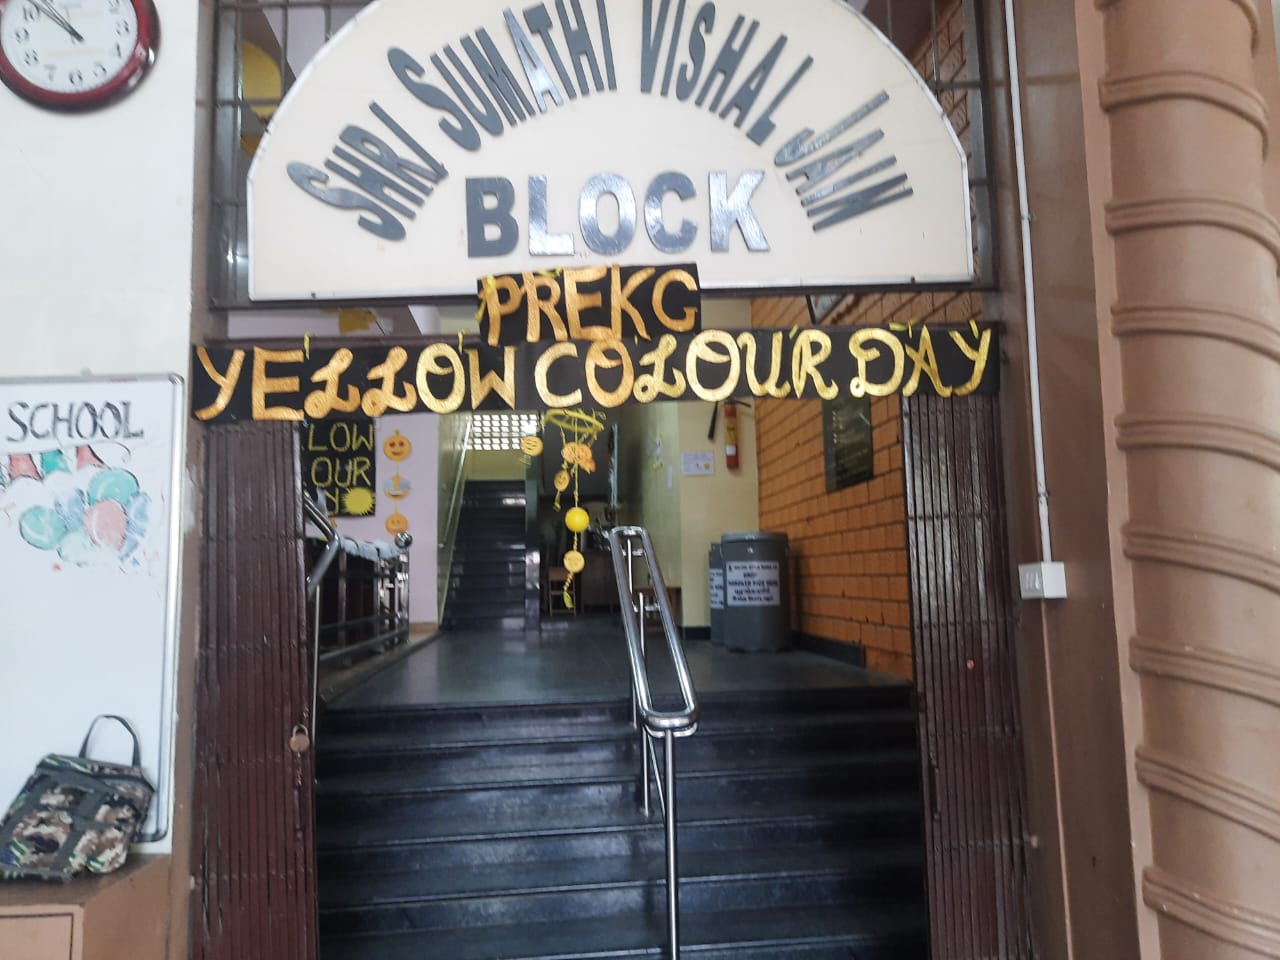 SHRI SUMATHI VISHAL JAIN
BLOCK
PREKG
YELLOW COLOUR DAY
SCHOOL
LOW
OUR
Y